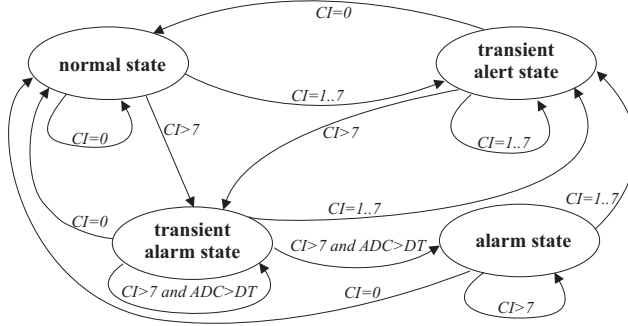 CI=0
normal state
transient
alert state
CI=1..7
CI=0
CI>7
CI>7
CI=1..7
CI=0
transient
alarm state
CI=1..7
CI=1..7
CI>7 and ADC>DT
alarm state
CI>7 and ADC>DT
CI=0
CI>7